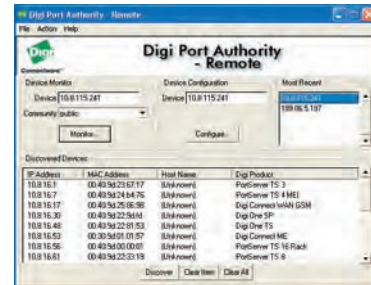 Digi Port Authority - Remote
File Action Help
Digi
Connectware
Digi Port Authority
- Remote
Device Monitor
Device 10.8.115.241
Community public
Monitor...
Device Configuration
Device 10.8.115.241
Configure...
Most Recent
10.8.115.241
199.86.5.197
Discovered Devices
IP Address MAC Address Host Name Digi Product
10.8.16.1 00:40:9d:23:67:17 (Unknown) PortServer TS 3
10.8.16.7 00:40:9d:24:b4:76 (Unknown) PortServer TS 4 MEI
10.8.16.17 00:40:9d:25:06:98 (Unknown) Digi Connect WAN GSM
10.8.16.30 (Unknown) Digi One SP
10.8.16.48 00:40:9d:22:81:53 (Unknown) Digi One TS
10.8.16.53 00:30:9d:01:01:57 (Unknown) Digi Connect ME
10.8.16.56 00:40:9d:00:00:01 (Unknown) PortServer TS 16 Rack
10.8.16.61 00:40:9d:22:33:19 (Unknown) PortServer TS 8
Discover Clear Item Clear All